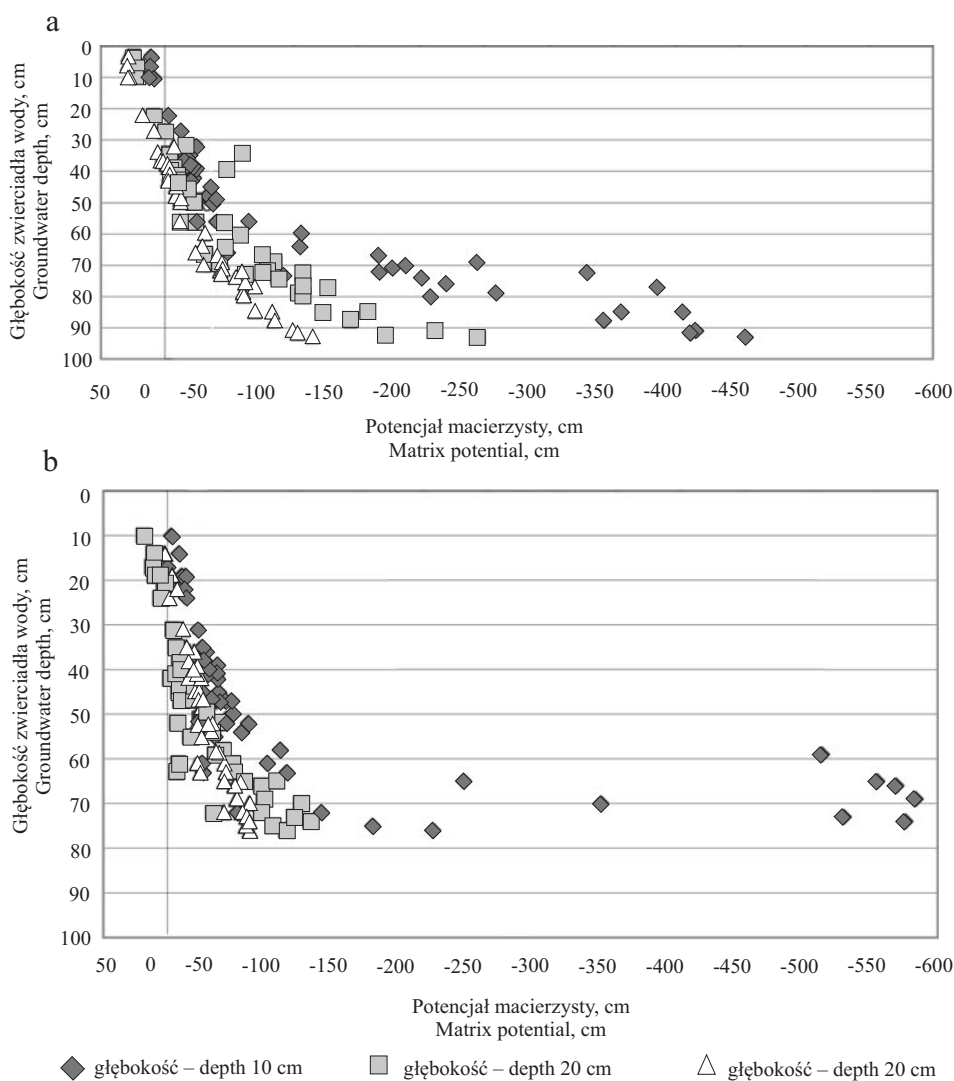 a
0
10
20
30
40
50
60
70
80
90
100
Głębokość zwierciadła wody, cm
Groundwater depth, cm
50 0 -50 -100 -150 -200 -250 -300 -350 -400 -450 -500 -550 -600
Potencjał macierzysty, cm
Matrix potential, cm
b
0
10
20
30
40
50
60
70
80
90
100
Głębokość zwierciadła wody, cm
Groundwater depth, cm
50 0 -50 -100 -150 -200 -250 -300 -350 -400 -450 -500 -550 -600
Potencjał macierzysty, cm
Matrix potential, cm
głębokość – depth 10 cm głębokość – depth 20 cm głębokość – depth 20 cm